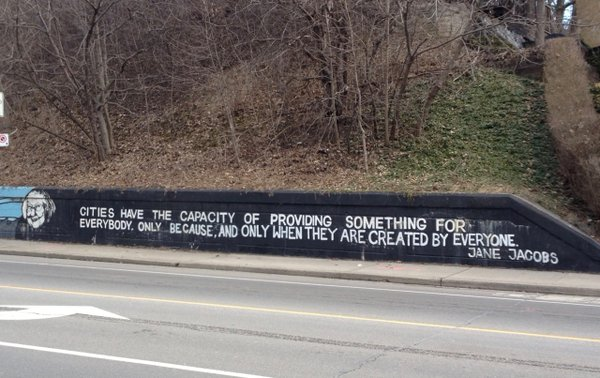 CITIES HAVE THE CAPACITY OF PROVIDING SOMETHING FOR
EVERYBODY. ONLY BECAUSE, AND ONLY WHEN THEY ARE CREATED BY EVERYONE.
JANE JACOBS